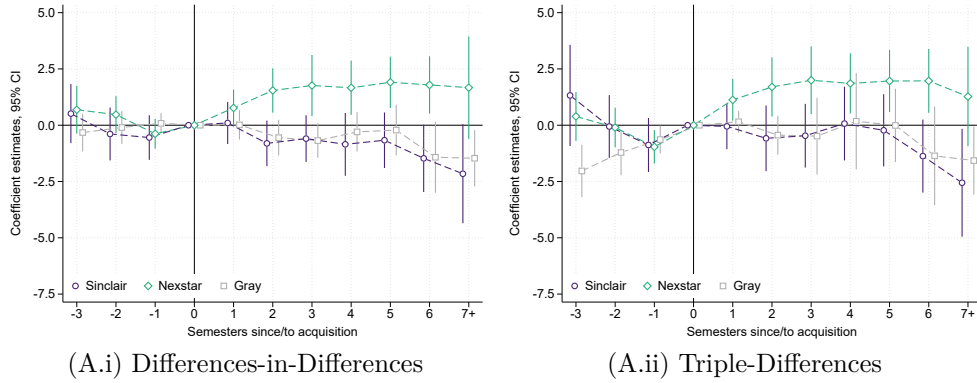 5.0
2.5
0.0
-2.5
-5.0
-7.5
Coefficient estimates, 95% CI
Sinclair Nexstar Gray
-3 -2 -1 0 1 2 3 4 5 6 7+
Semesters since/to acquisition
(A.i) Differences-in-Differences
5.0
2.5
0.0
-2.5
-5.0
-7.5
Coefficient estimates, 95% CI
Sinclair Nexstar Gray
-3 -2 -1 0 1 2 3 4 5 6 7+
Semesters since/to acquisition
(A.ii) Triple-Differences